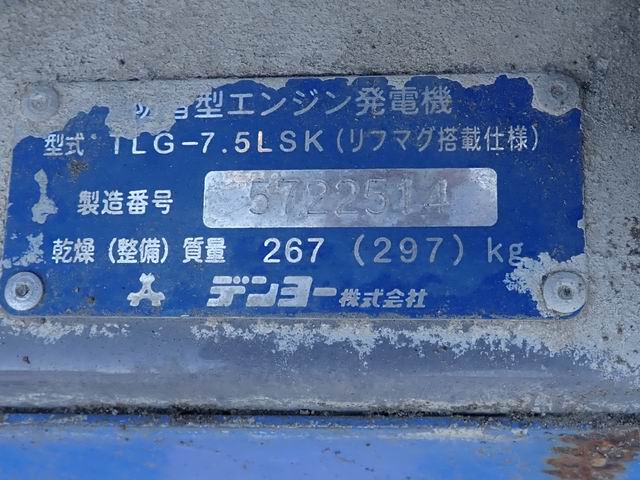 音型エンジン発電機
型式 TLG-7.5LSK (リフマグ搭載仕様)
製造番号 5722514
乾燥 (整備) 質量 267 (297) kg
デンヨー株式会社